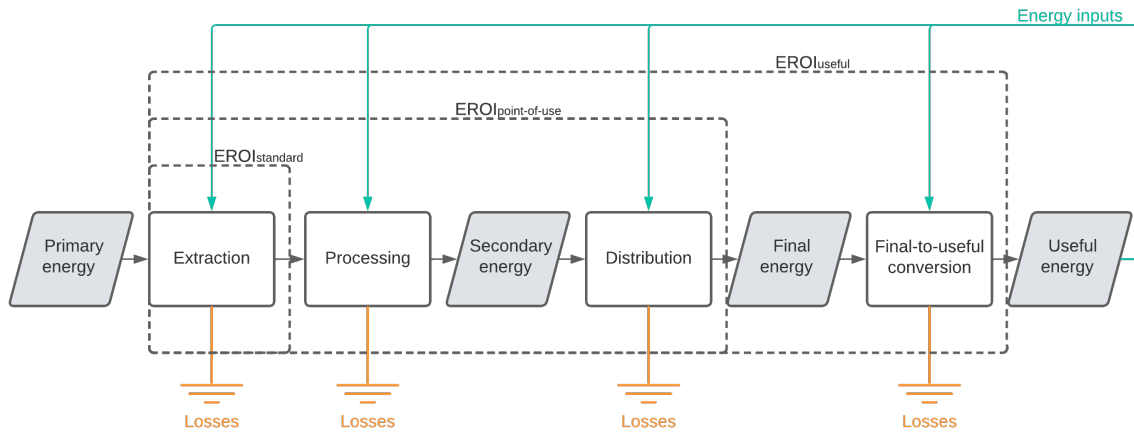 Energy inputs
EROIuseful
EROIpoint-of-use
EROIstandard
Primary
energy
Extraction
Processing
Secondary
energy
Distribution
Final
energy
Final-to-useful
conversion
Useful
energy
Losses
Losses
Losses
Losses